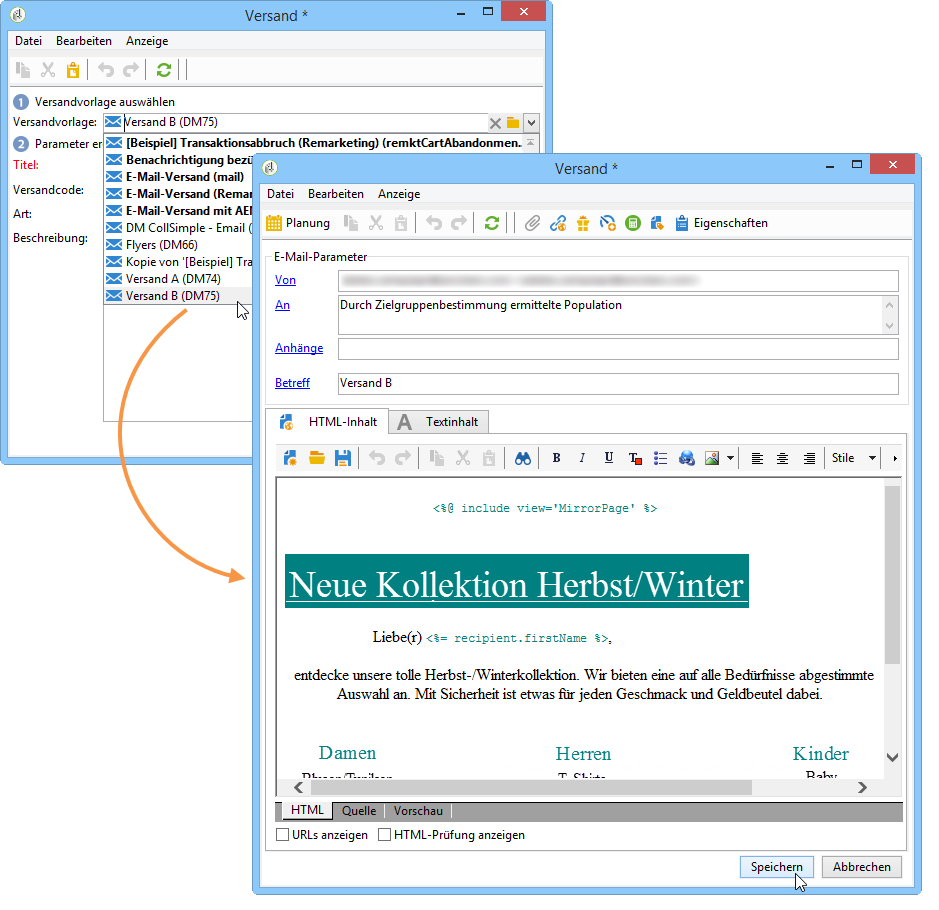 Versand *
Datei Bearbeiten Anzeige
1 Versandvorlage auswählen
Versandvorlage: Versand B (DM75)
2 Parameter er
Titel:
Versandcode:
Art:
Beschreibung:
[Beispiel] Transaktionsabbruch (Remarketing) (remktCartAbandonmen...
Benachrichtigung bezü
E-Mail-Versand (mail)
E-Mail-Versand (Remar
E-Mail-Versand mit AE
DM CollSimple - Email (
Flyers (DM66)
Kopie von '[Beispiel] Tra
Versand A (DM74)
Versand B (DM75)
Versand *
Datei Bearbeiten Anzeige
Planung Eigenschaften
E-Mail-Parameter
Von
An Durch Zielgruppenbestimmung ermittelte Population
Anhänge
Betreff Versand B
HTML-Inhalt A Textinhalt
B I U T Stile
<%@ include view='MirrorPage' %>
Neue Kollektion Herbst/Winter
Liebe(r) <%= recipient.firstName %>,
entdecke unsere tolle Herbst-/Winterkollektion. Wir bieten eine auf alle Bedürfnisse abgestimmte
Auswahl an. Mit Sicherheit ist etwas für jeden Geschmack und Geldbeutel dabei.
Damen Herren Kinder
Blusen/Tuniken T-Shirts Baby
HTML Quelle Vorschau
URLs anzeigen HTML-Prüfung anzeigen
Speichern Abbrechen